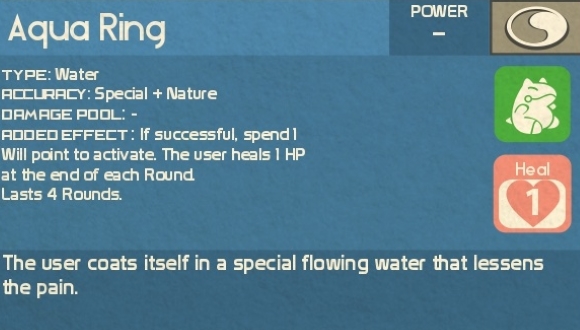 Aqua Ring
POWER
–
TYPE: Water
ACCURACY: Special + Nature
DAMAGE POOL: -
ADDED EFFECT: If successful, spend 1
Will point to activate. The user heals 1 HP
at the end of each Round.
Lasts 4 Rounds.
Heal
1
The user coats itself in a special flowing water that lessens
the pain.